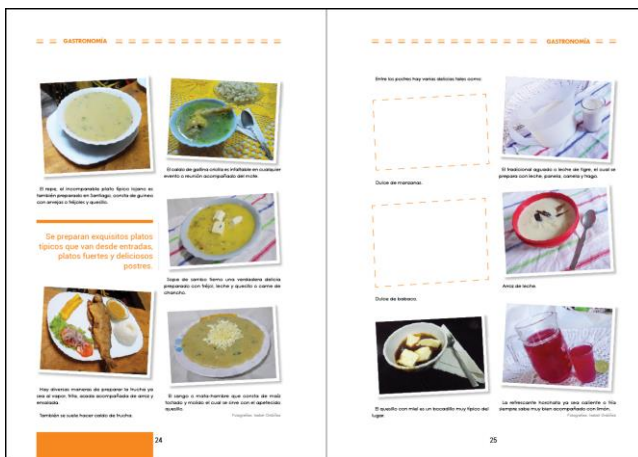 GASTRONOMÍA
El repe, el incomparable plato típico lojano es
también preparado en Santiago, consta de guineo
con arvejas o fréjoles y quesillo.
Se preparan exquisitos platos
típicos que van desde entradas,
platos fuertes y deliciosos
postres.
Hay diversas maneras de preparar la trucha ya
sea al vapor, frita, asada acompañada de arroz y
ensalada.
También se suele hacer caldo de trucha.
El caldo de gallina criolla es infaltable en cualquier
evento o reunión acompañado del mote.
Sopa de sambo tierno una verdadera delicia
preparado con fréjol, leche y quesillo o carne de
chancho.
El sango o mata-hambre que consta de maíz
tostado y molido el cual se sirve con el apetecido
quesillo.
Fotografías: Isabel Ordóñez
24
GASTRONOMÍA
Entre los postres hay varias delicias tales como:
Dulce de manzanas.
Dulce de babaco.
El quesillo con miel es un bocadillo muy típico del
lugar.
El tradicional aguado o leche de tigre, el cual se
prepara con leche, panela, canela y trago.
Arroz de leche.
La refrescante horchata ya sea caliente o fría
siempre sabe muy bien acompañada con limón.
Fotografías: Isabel Ordóñez
25